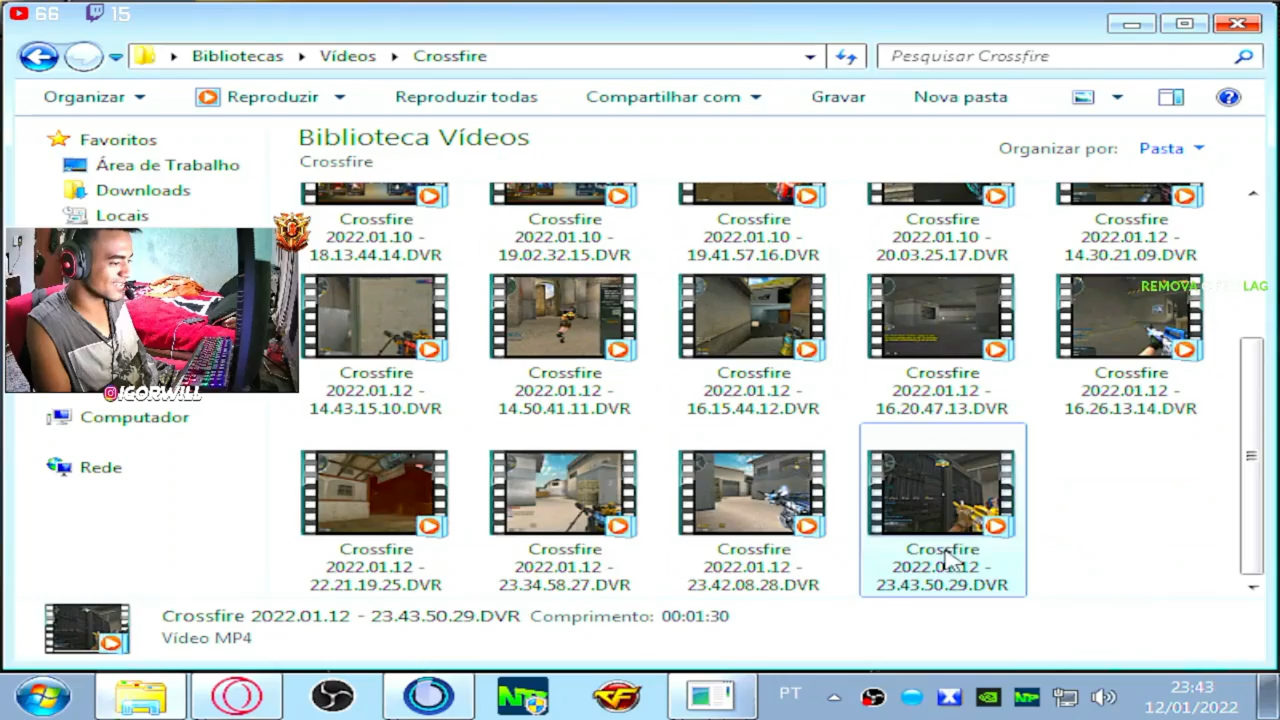 66 15
Bibliotecas Vídeos Crossfire
Pesquisar Crossfire
Organizar Reproduzir Reproduzir todas Compartilhar com Gravar Nova pasta
Biblioteca Vídeos
Crossfire
Organizar por: Pasta
Favoritos
Área de Trabalho
Downloads
Locais
Computador
Rede
Crossfire
2022.01.10 -
18.13.44.14.DVR
Crossfire
2022.01.10 -
19.02.32.15.DVR
Crossfire
2022.01.10 -
19.41.57.16.DVR
Crossfire
2022.01.10 -
20.03.25.17.DVR
Crossfire
2022.01.12 -
14.30.21.09.DVR
Crossfire
2022.01.12 -
14.43.15.10.DVR
Crossfire
2022.01.12 -
14.50.41.11.DVR
Crossfire
2022.01.12 -
16.15.44.12.DVR
Crossfire
2022.01.12 -
16.20.47.13.DVR
Crossfire
2022.01.12 -
16.26.13.14.DVR
Crossfire
2022.01.12 -
22.21.19.25.DVR
Crossfire
2022.01.12 -
23.34.58.27.DVR
Crossfire
2022.01.12 -
23.42.08.28.DVR
Crossfire
2022.01.12 -
23.43.50.29.DVR
REMOVA LAG
IGORWILL
Crossfire 2022.01.12 - 23.43.50.29.DVR Comprimento: 00:01:30
Vídeo MP4
PT
23:43
12/01/2022